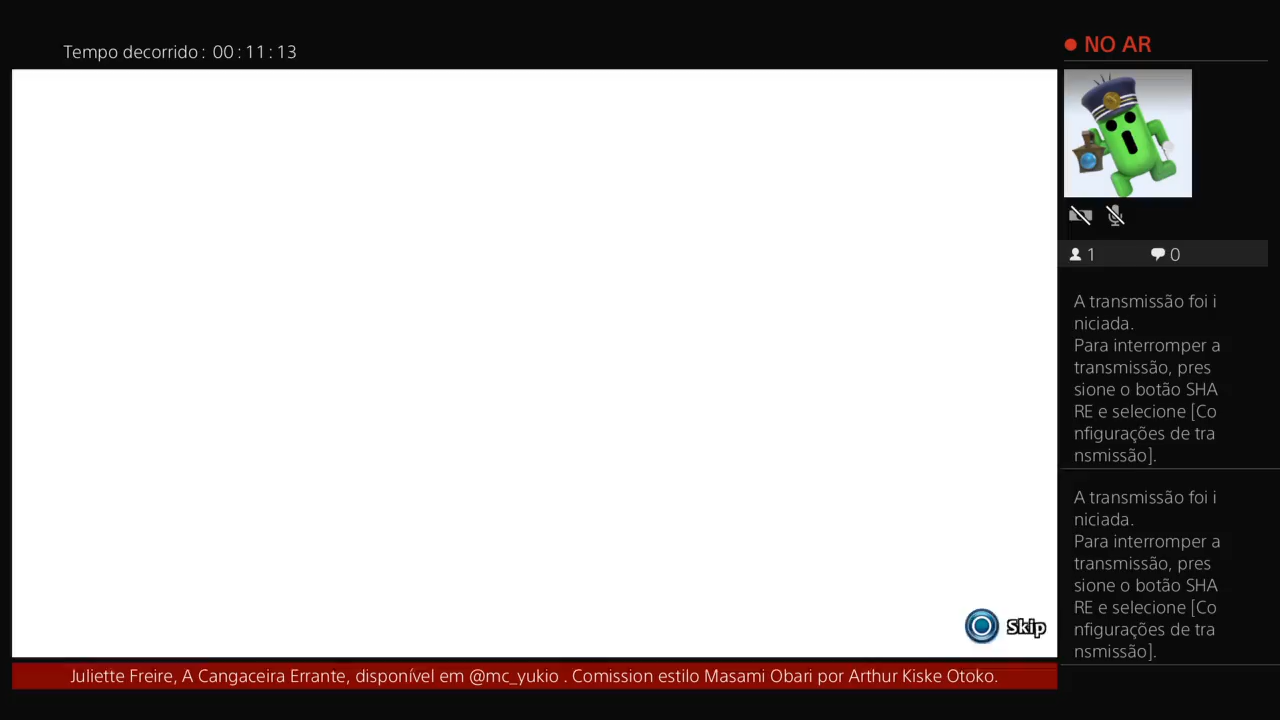 Tempo decorrido : 00 : 11 : 13
NO AR
1
0
A transmissão foi i
niciada.
Para interromper a
transmissão, pres
sione o botão SHA
RE e selecione [Co
nfigurações de tra
nsmissão].
A transmissão foi i
niciada.
Para interromper a
transmissão, pres
sione o botão SHA
RE e selecione [Co
nfigurações de tra
nsmissão].
Skip
Juliette Freire, A Cangaceira Errante, disponível em @mc_yukio . Comission estilo Masami Obari por Arthur Kiske Otoko.